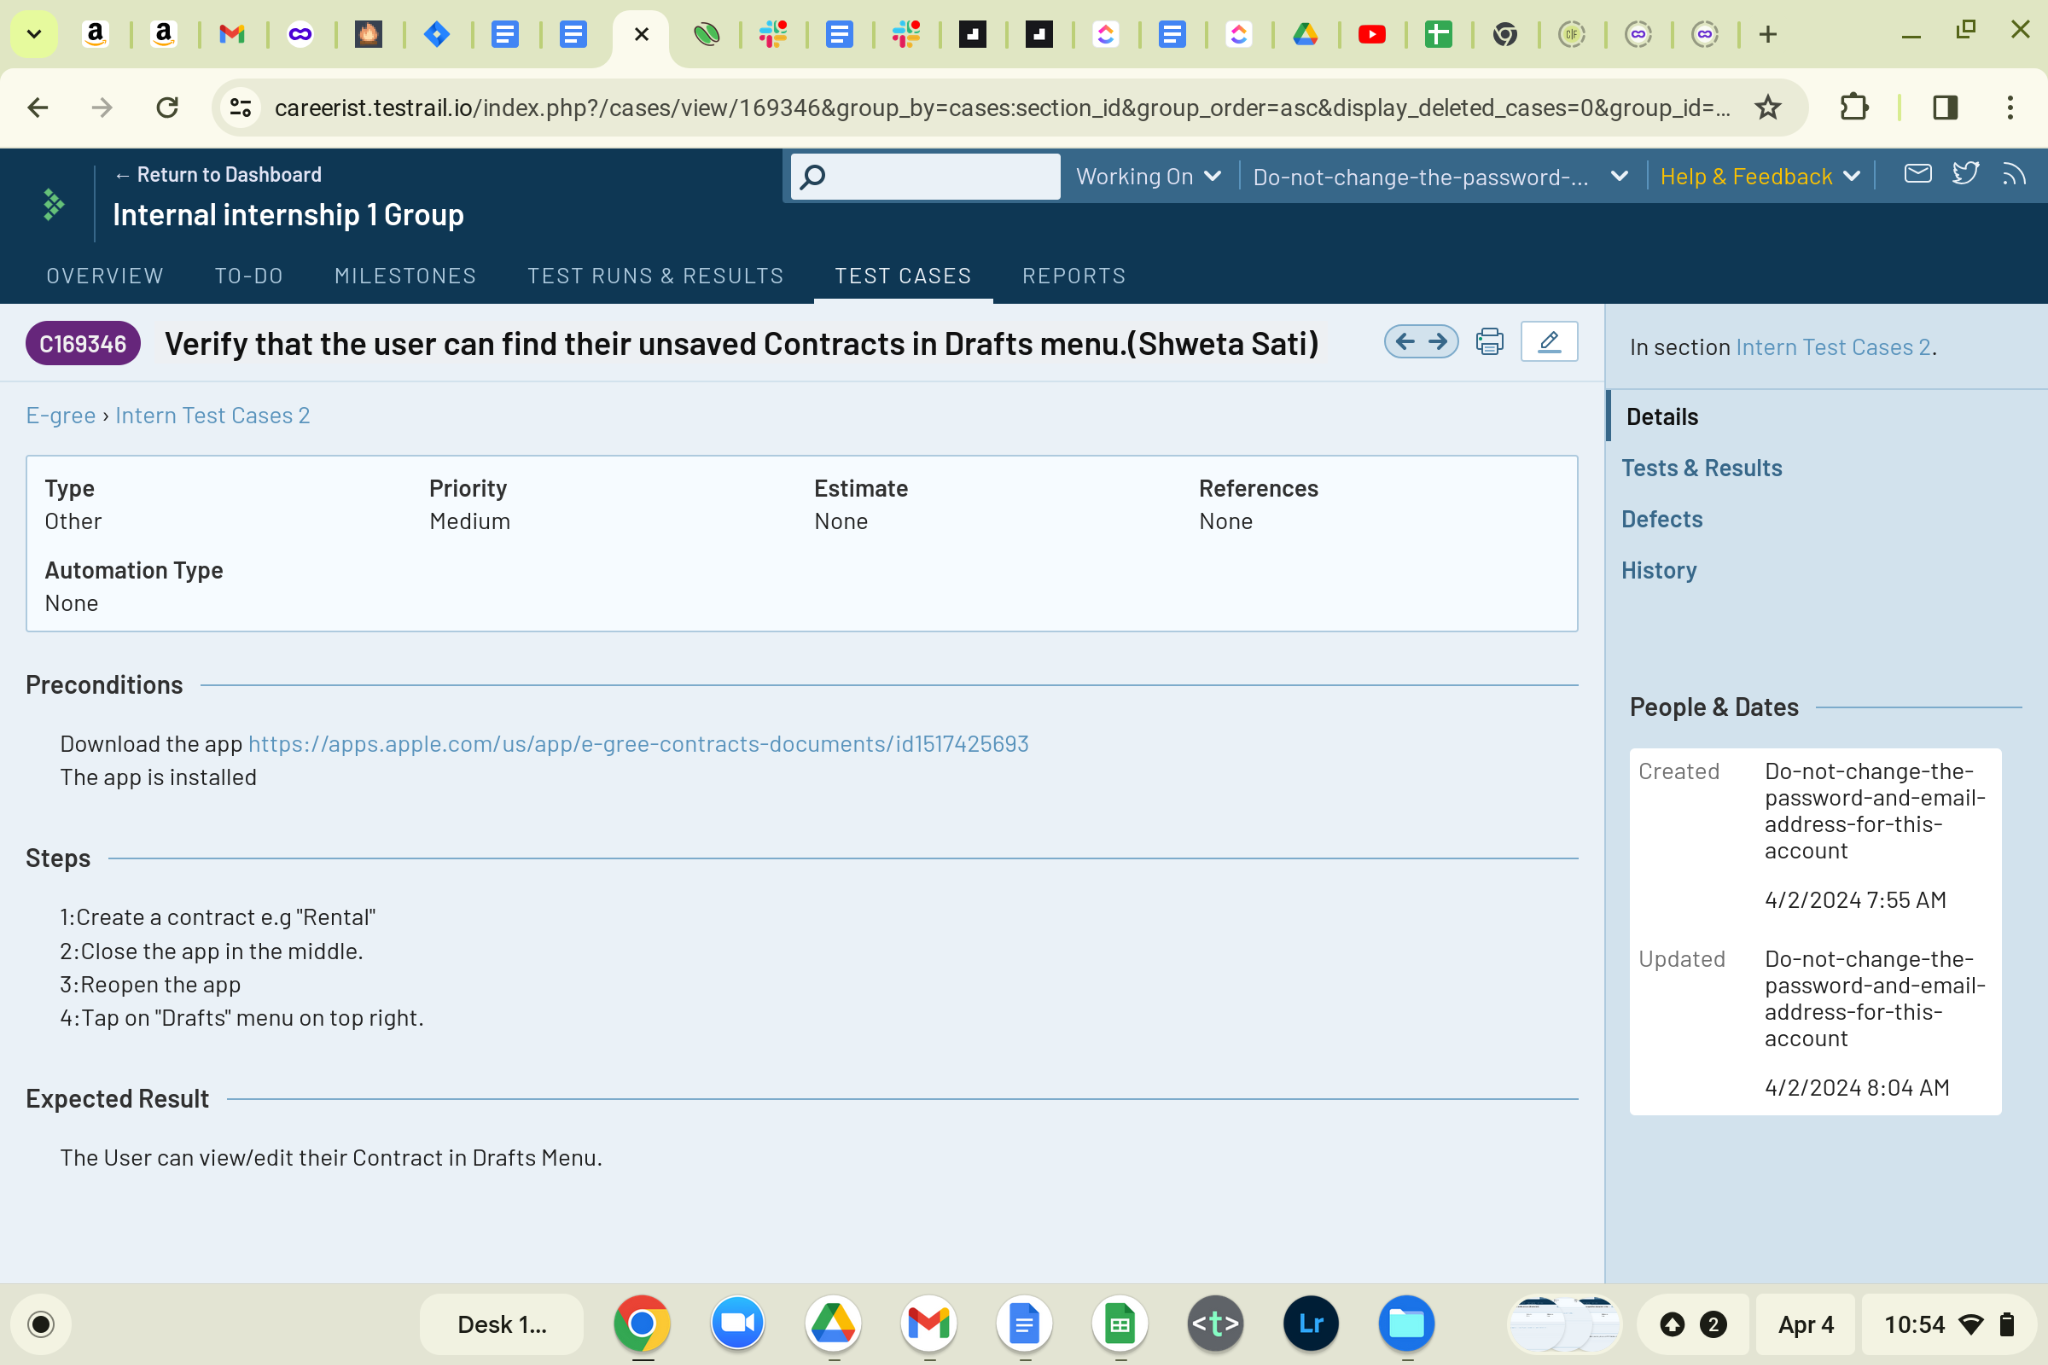 careerist.testrail.io/index.php?/cases/view/169346&group_by=cases:section_id&group_order=asc&display_deleted_cases=0&group_id=...
← Return to Dashboard
Internal internship 1 Group
Working On
Do-not-change-the-password-...
Help & Feedback
OVERVIEW
TO-DO
MILESTONES
TEST RUNS & RESULTS
TEST CASES
REPORTS
C169346
Verify that the user can find their unsaved Contracts in Drafts menu.(Shweta Sati)
E-gree › Intern Test Cases 2
Type
Other
Priority
Medium
Estimate
None
References
None
Automation Type
None
Preconditions
Download the app https://apps.apple.com/us/app/e-gree-contracts-documents/id1517425693
The app is installed
Steps
1:Create a contract e.g "Rental"
2:Close the app in the middle.
3:Reopen the app
4:Tap on "Drafts" menu on top right.
Expected Result
The User can view/edit their Contract in Drafts Menu.
In section Intern Test Cases 2.
Details
Tests & Results
Defects
History
People & Dates
Created
Do-not-change-the-
password-and-email-
address-for-this-
account
4/2/2024 7:55 AM
Updated
Do-not-change-the-
password-and-email-
address-for-this-
account
4/2/2024 8:04 AM
Desk 1...
<t>
Lr
2
Apr 4
10:54